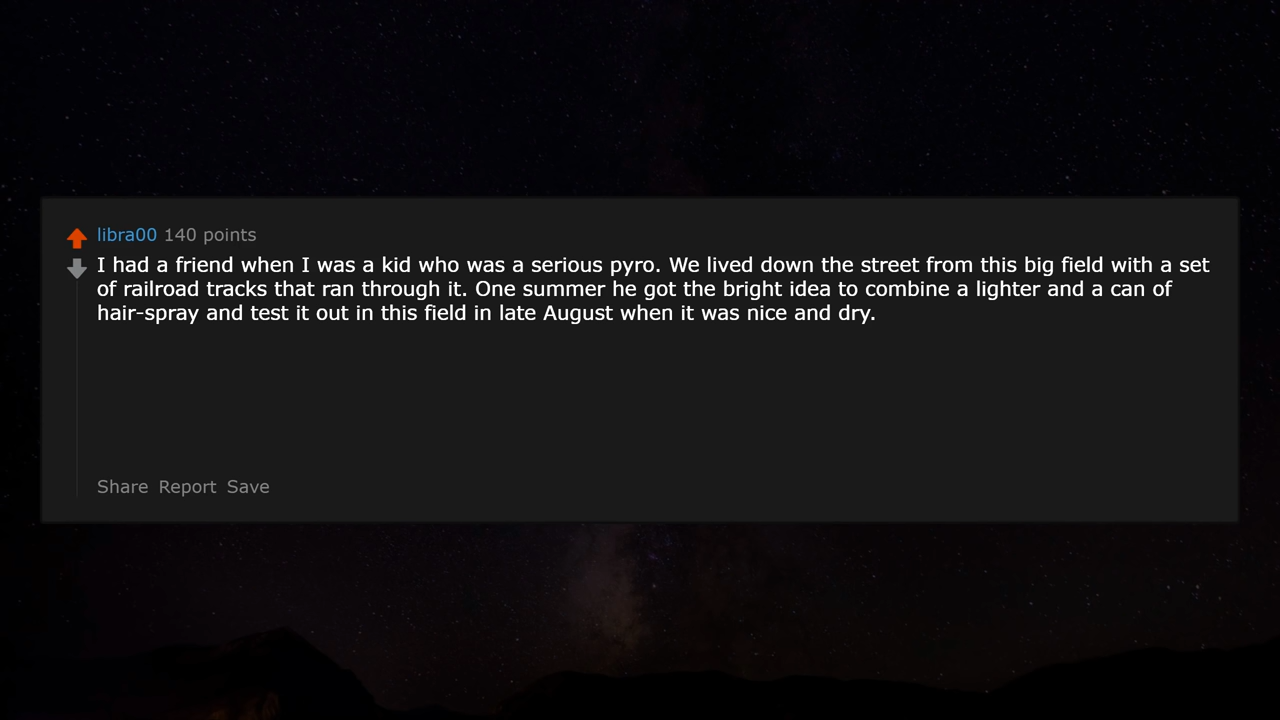 libra00 140 points
I had a friend when I was a kid who was a serious pyro. We lived down the street from this big field with a set
of railroad tracks that ran through it. One summer he got the bright idea to combine a lighter and a can of
hair-spray and test it out in this field in late August when it was nice and dry.
Share Report Save